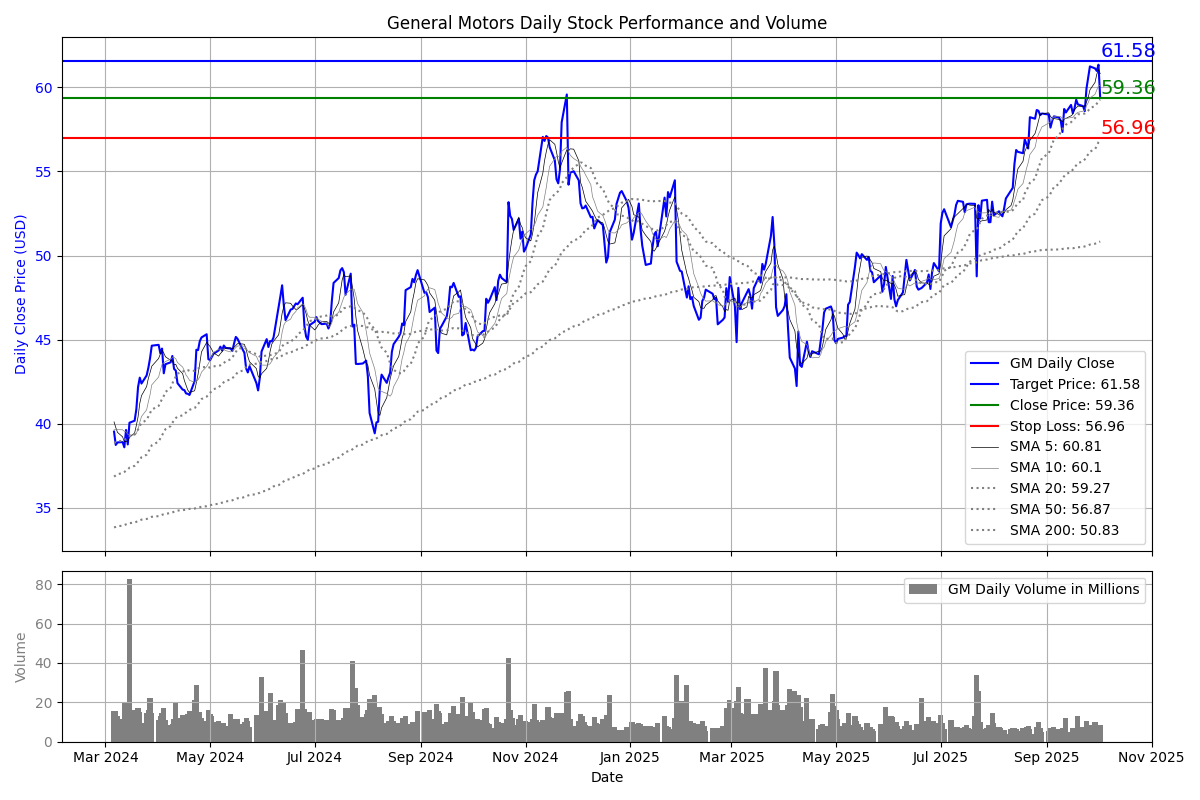 General Motors Daily Stock Performance and Volume
61.58
60
59.36
56.96
55
50
45
40
35
Daily Close Price (USD)
GM Daily Close
Target Price: 61.58
Close Price: 59.36
Stop Loss: 56.96
SMA 5: 60.81
SMA 10: 60.1
SMA 20: 59.27
SMA 50: 56.87
SMA 200: 50.83
80
60
40
20
0
Volume
GM Daily Volume in Millions
Mar 2024 May 2024 Jul 2024 Sep 2024 Nov 2024 Jan 2025 Mar 2025 May 2025 Jul 2025 Sep 2025 Nov 2025
Date